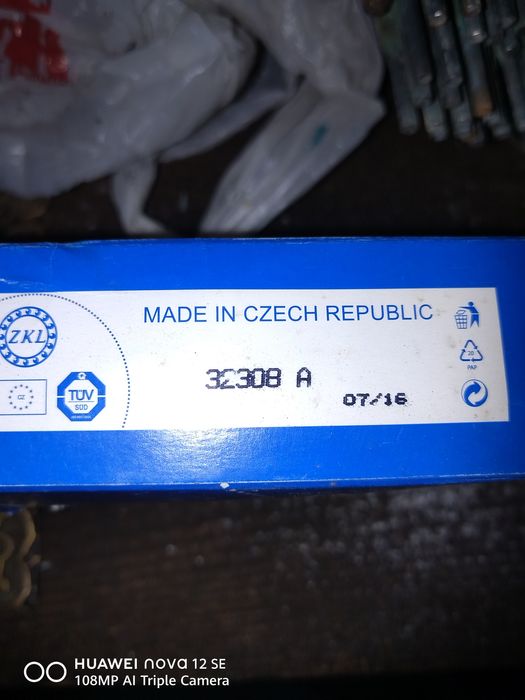 ZKL
MADE IN CZECH REPUBLIC
32308 A
07/16
CZ
TÜV
SÜD
20
PAP
HUAWEI nova 12 SE
108MP AI Triple Camera